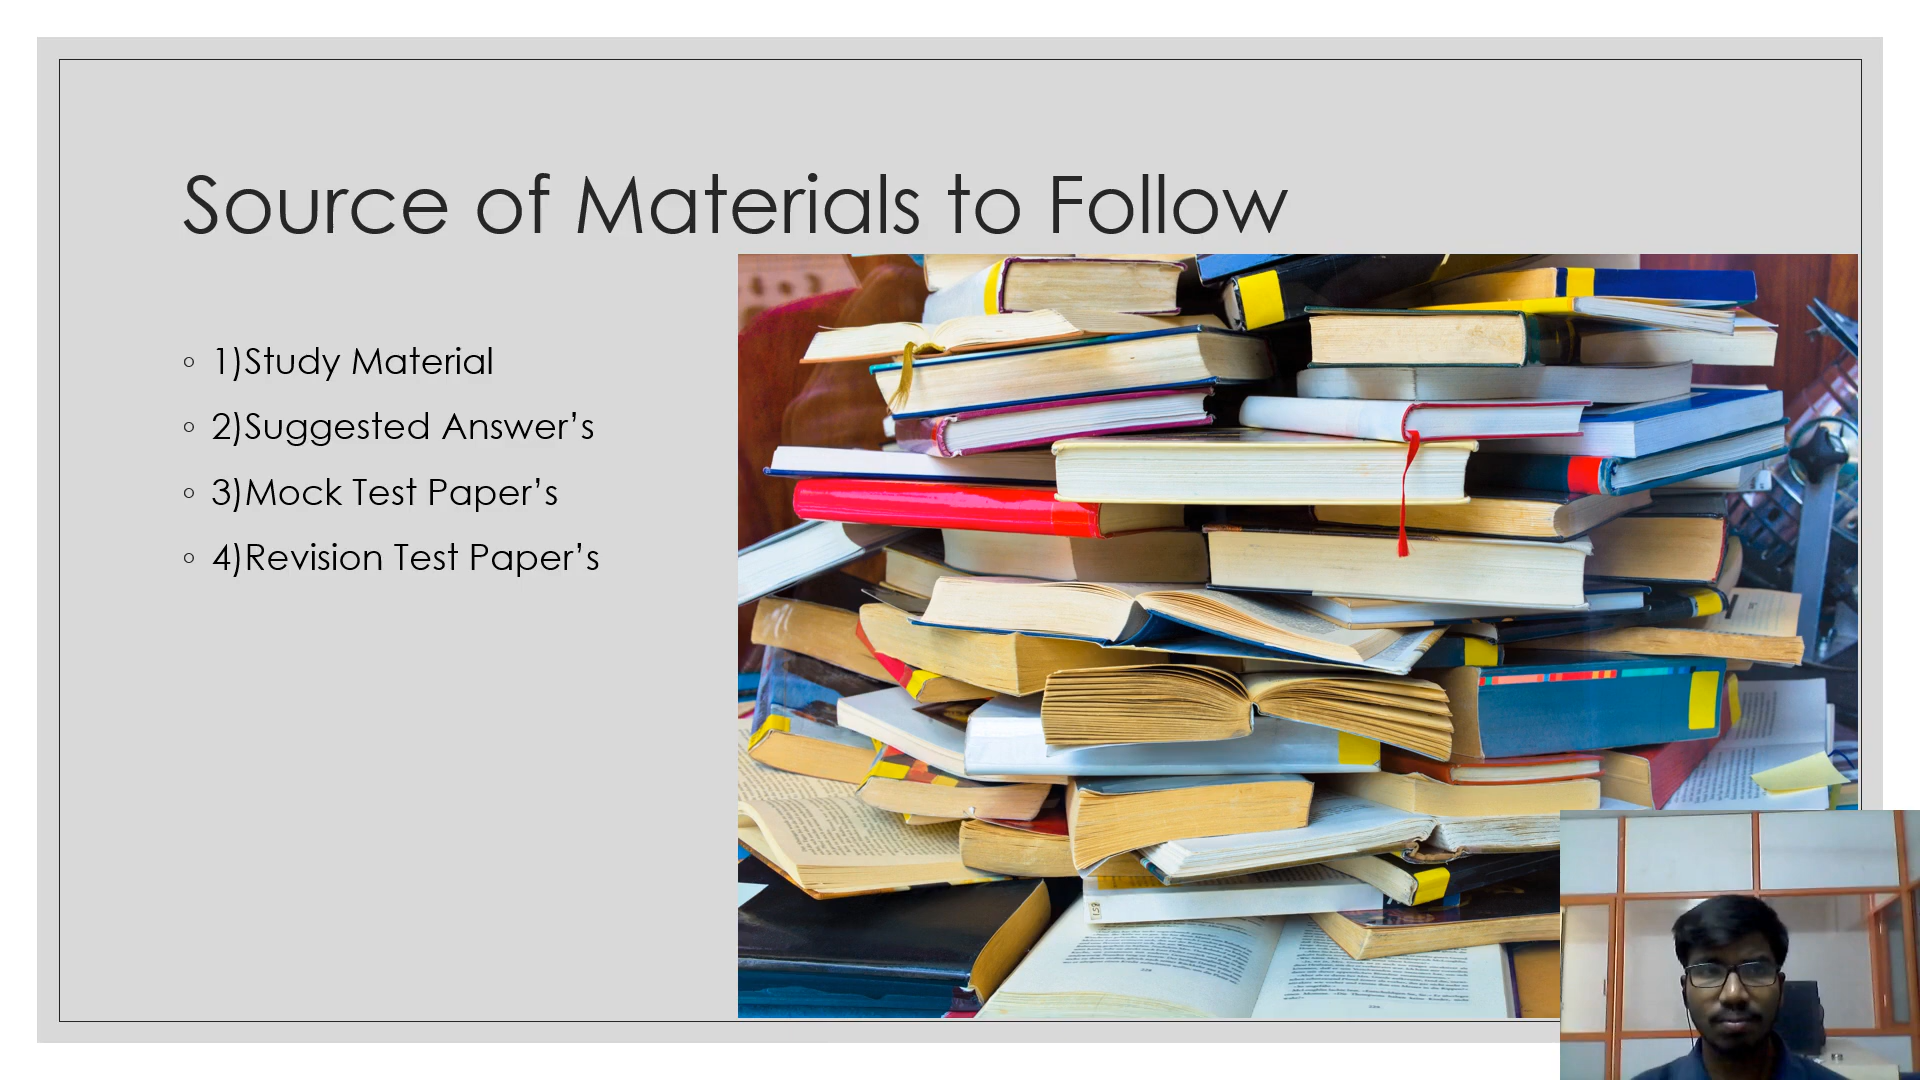 Source of Materials to Follow
◦ 1)Study Material
◦ 2)Suggested Answer’s
◦ 3)Mock Test Paper’s
◦ 4)Revision Test Paper’s